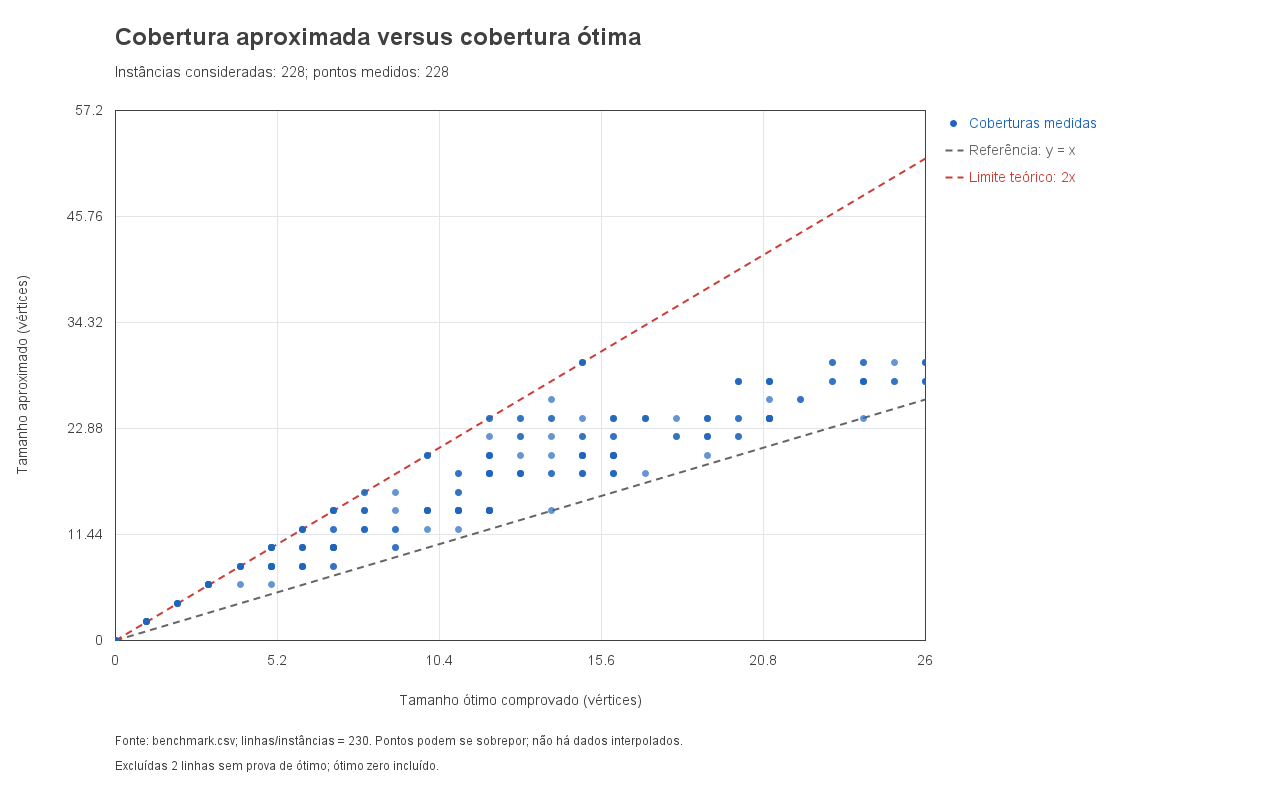 Cobertura aproximada versus cobertura ótima
Instâncias consideradas: 228; pontos medidos: 228
57.2
45.76
34.32
22.88
11.44
0
Tamanho aproximado (vértices)
0 5.2 10.4 15.6 20.8 26
Tamanho ótimo comprovado (vértices)
Coberturas medidas
Referência: y = x
Limite teórico: 2x
Fonte: benchmark.csv; linhas/instâncias = 230. Pontos podem se sobrepor; não há dados interpolados.
Excluídas 2 linhas sem prova de ótimo; ótimo zero incluído.